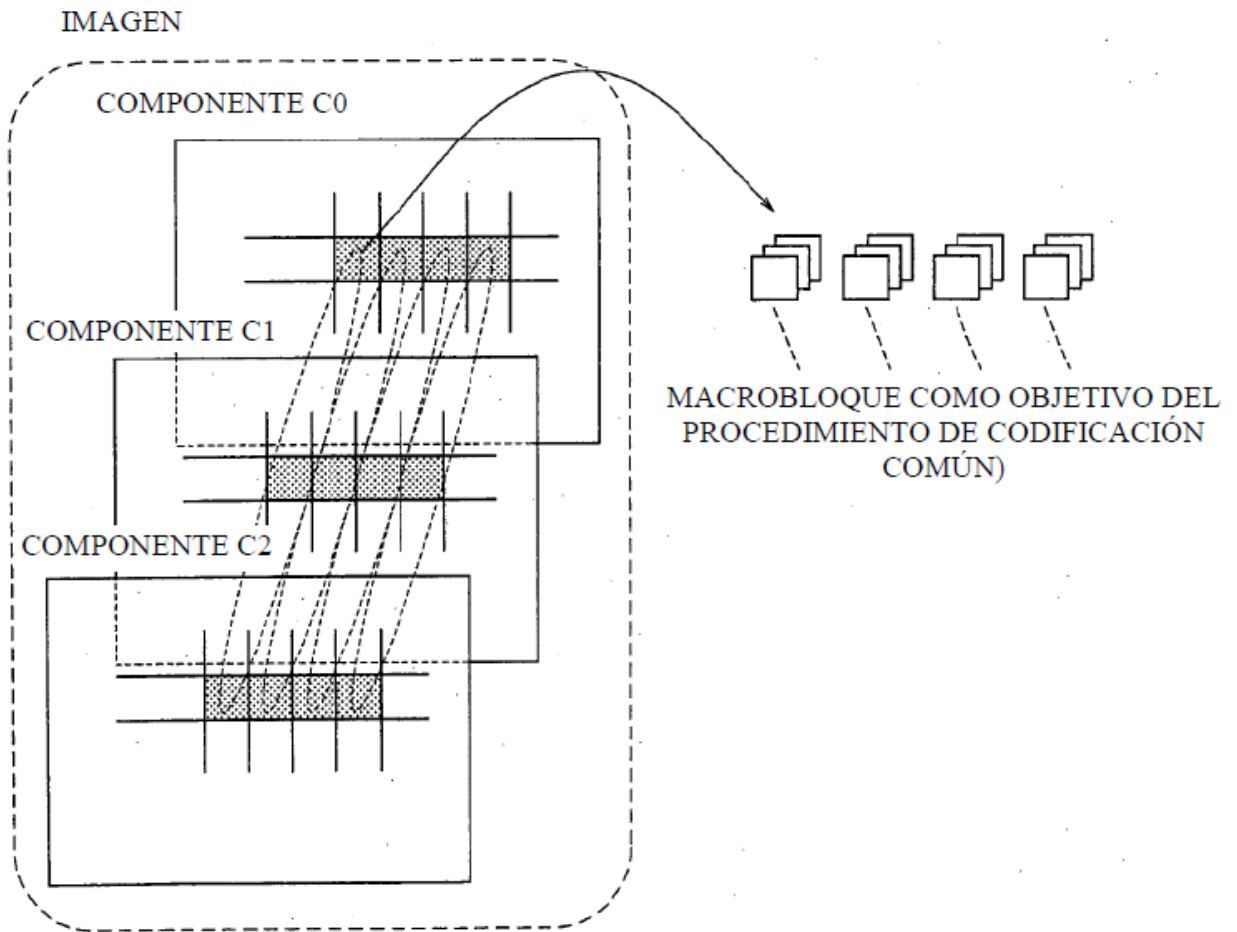 IMAGEN
COMPONENTE C0
COMPONENTE C1
COMPONENTE C2
MACROBLOQUE COMO OBJETIVO DEL
PROCEDIMIENTO DE CODIFICACIÓN
COMÚN)